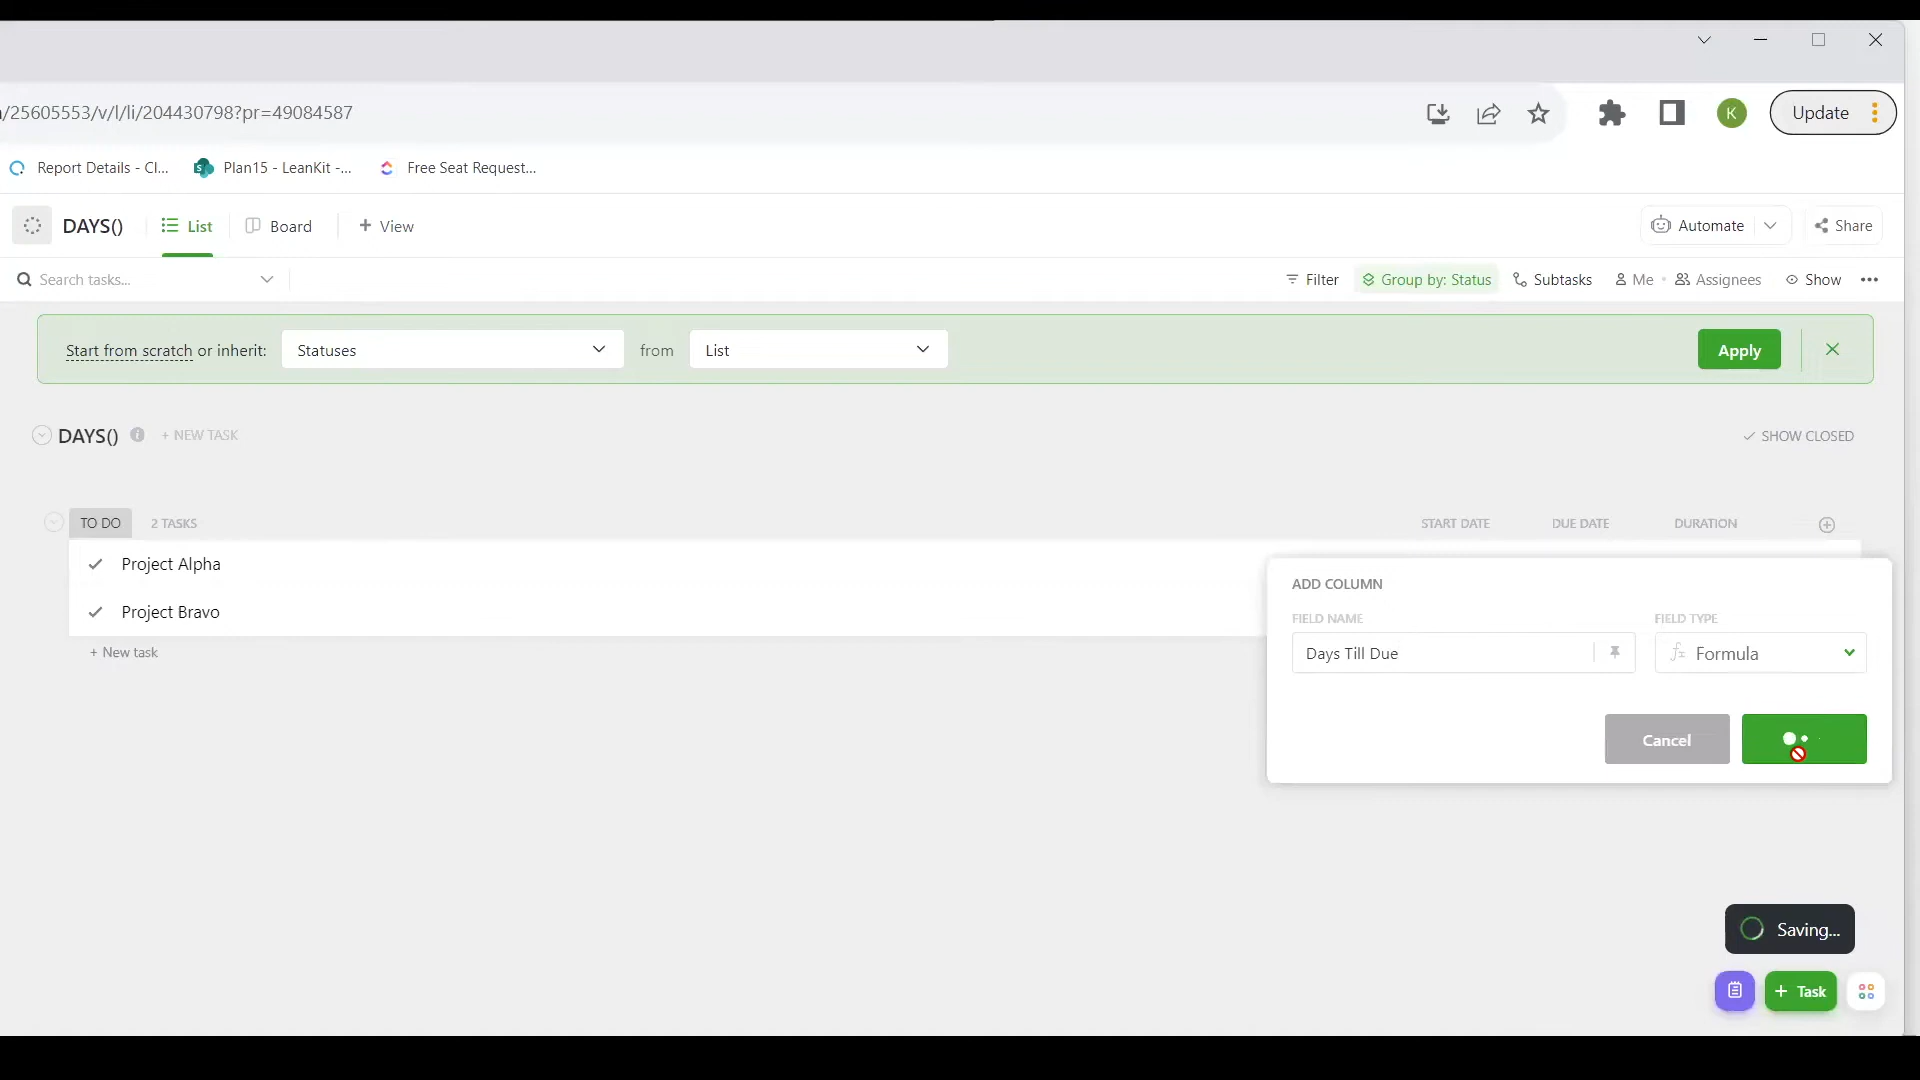 /25605553/v/l/li/204430798?pr=49084587
K
Update
Report Details - Cl...
S
Plan15 - LeanKit -...
Free Seat Request...
DAYS()
List
Board
+ View
Automate
Share
Search tasks...
Filter
Group by: Status
Subtasks
Me
Assignees
Show
Start from scratch or inherit:
Statuses
from
List
Apply
DAYS()
+ NEW TASK
SHOW CLOSED
TO DO
2 TASKS
START DATE
DUE DATE
DURATION
Project Alpha
Project Bravo
+ New task
ADD COLUMN
FIELD NAME
FIELD TYPE
Days Till Due
fx Formula
Cancel
Saving...
+ Task